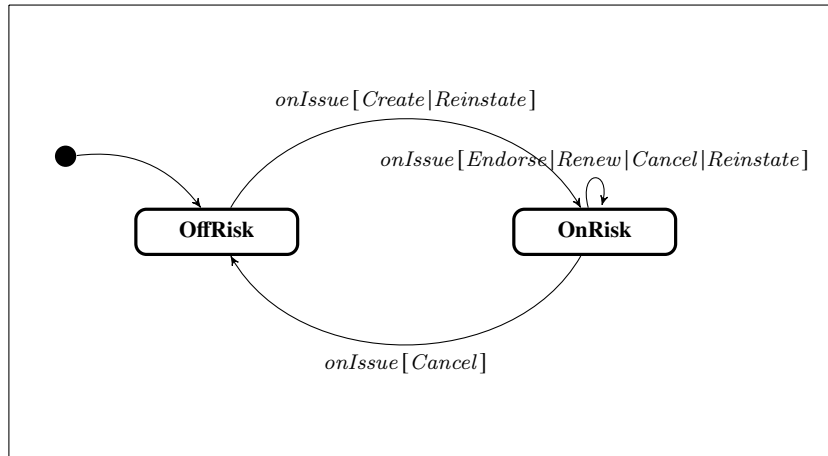 onIssue[Create|Reinstate]
onIssue[Endorse|Renew|Cancel|Reinstate]
OffRisk
OnRisk
onIssue[Cancel]